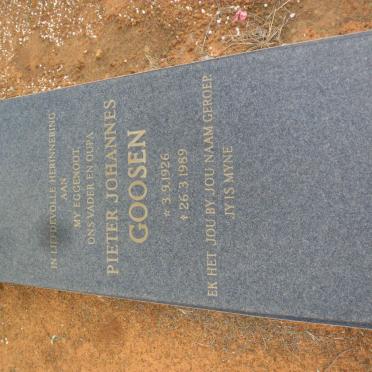 IN LIEFDEVOLLE HERINNERING
AAN
MY EGGENOOT,
ONS VADER EN OUPA
PIETER JOHANNES
GOOSEN
☆ 3.9.1926
✝ 26.3.1989
EK HET JOU BY JOU NAAM GEROEP,
JY IS MYNE